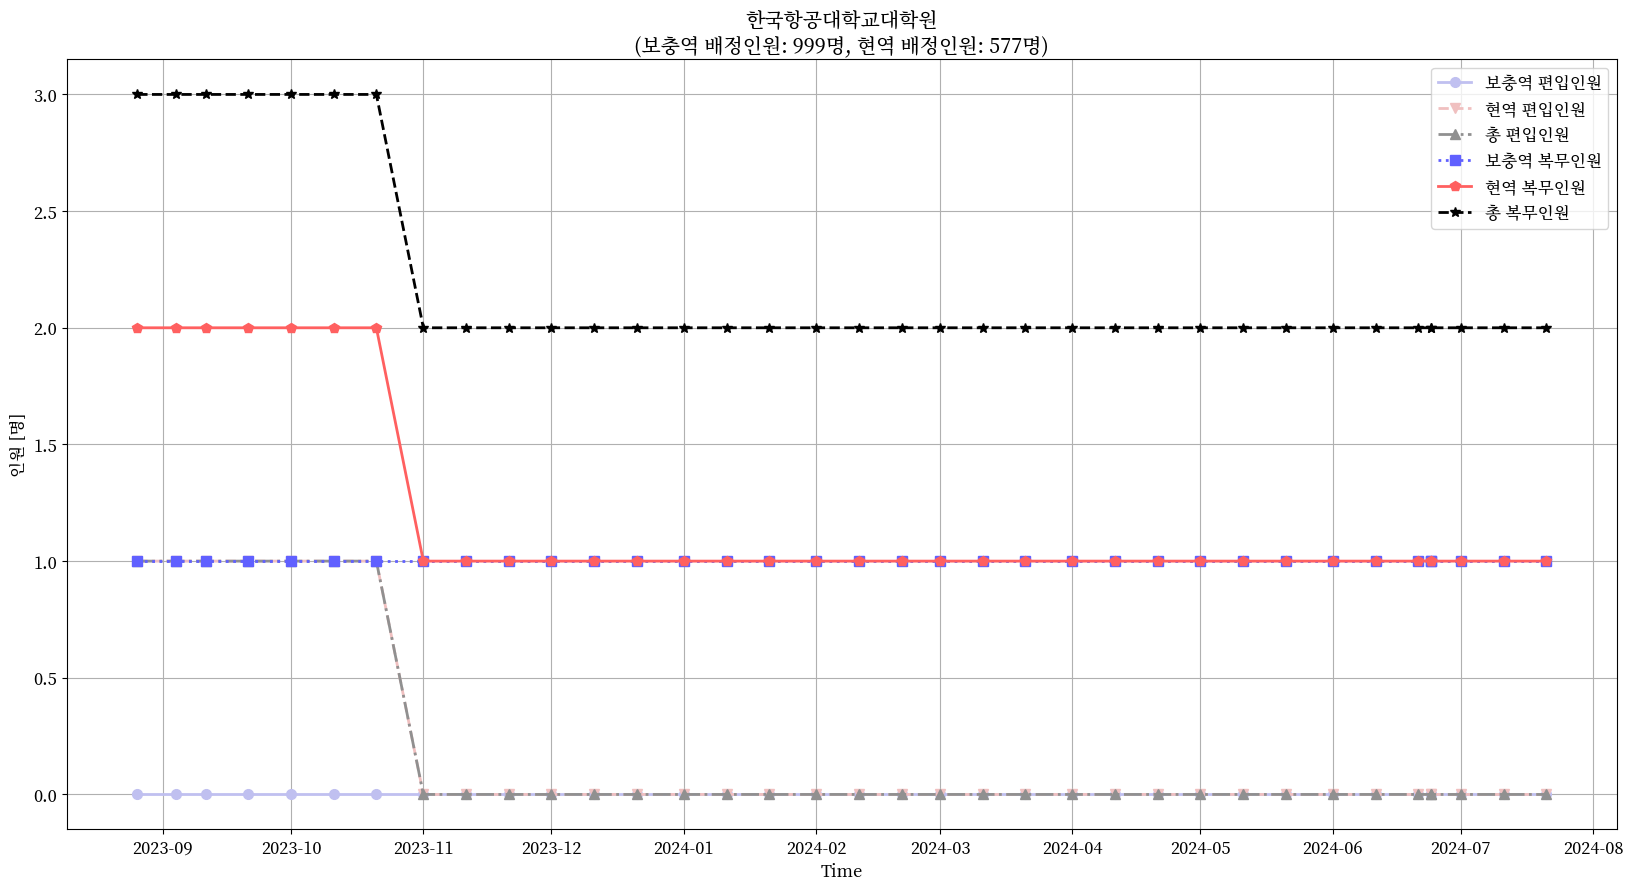 한국항공대학교대학원
(보충역 배정인원: 999명, 현역 배정인원: 577명)
보충역 편입인원
현역 편입인원
총 편입인원
보충역 복무인원
현역 복무인원
총 복무인원
인원 [명]
3.0
2.5
2.0
1.5
1.0
0.5
0.0
2023-09
2023-10
2023-11
2023-12
2024-01
2024-02
2024-03
2024-04
2024-05
2024-06
2024-07
2024-08
Time